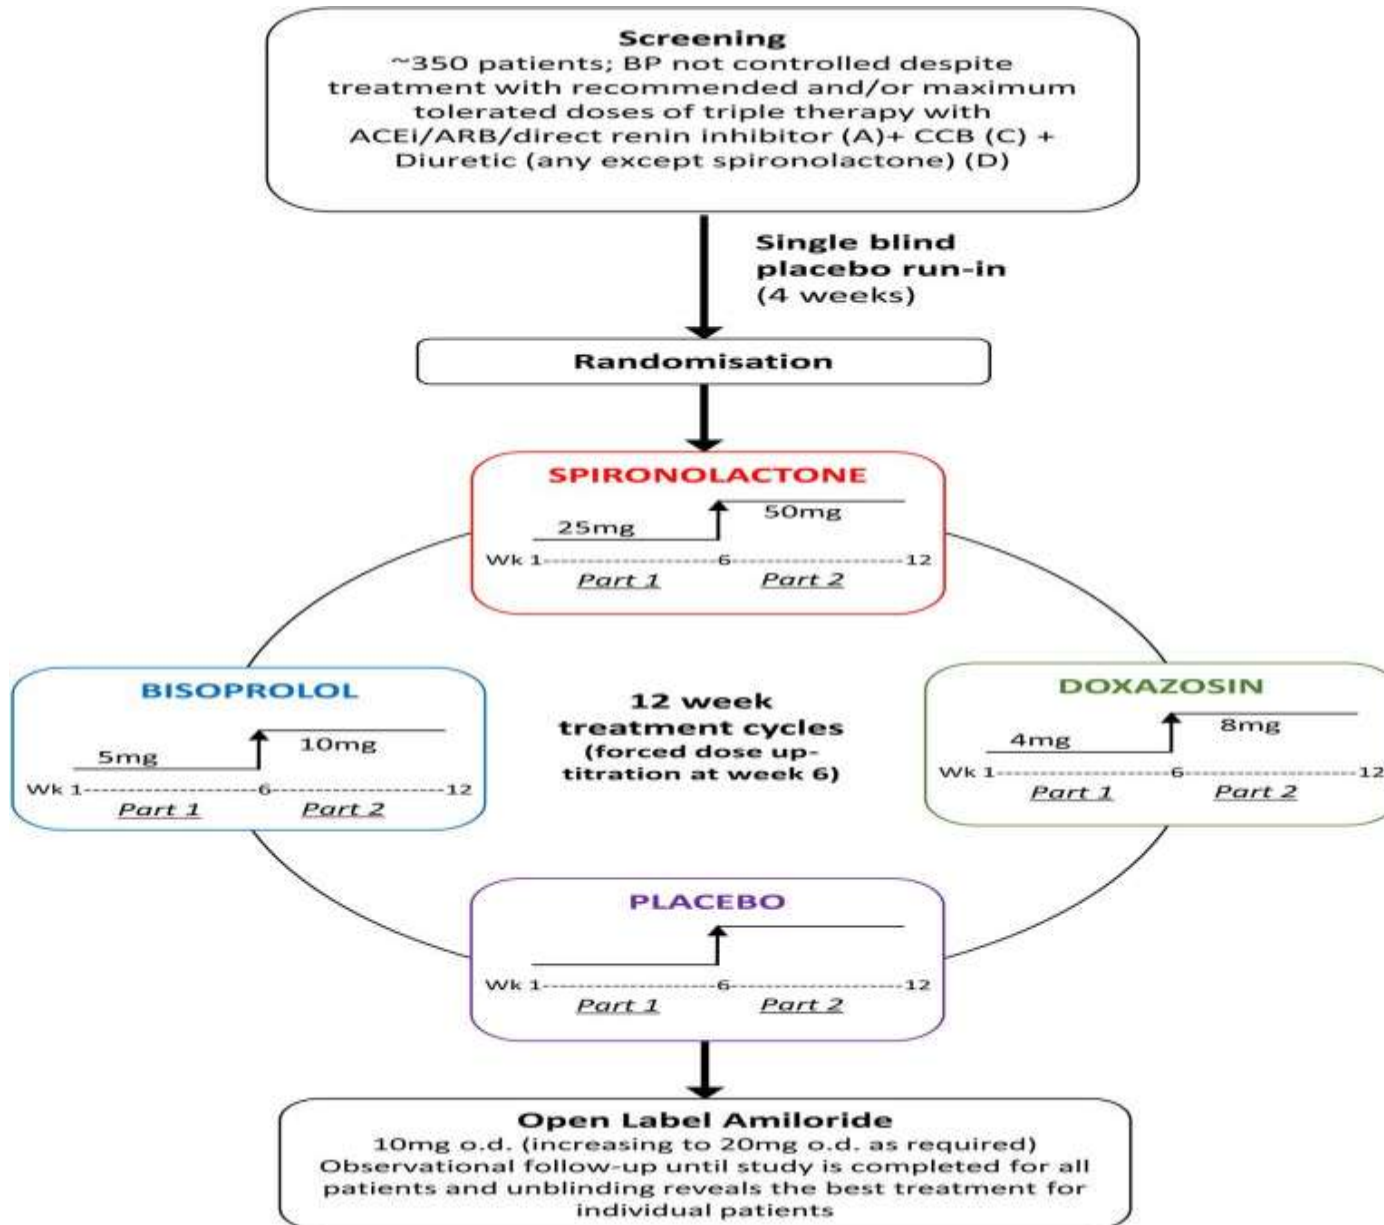 Screening
~350 patients; BP not controlled despite
treatment with recommended and/or maximum
tolerated doses of triple therapy with
ACEi/ARB/direct renin inhibitor (A)+ CCB (C) +
Diuretic (any except spironolactone) (D)
Single blind
placebo run-in
(4 weeks)
Randomisation
SPIRONOLACTONE
25mg
50mg
Wk 1--------------------6--------------------12
Part 1 Part 2
BISOPROLOL
5mg
10mg
Wk 1--------------------6--------------------12
Part 1 Part 2
12 week
treatment cycles
(forced dose up-
titration at week 6)
DOXAZOSIN
4mg
8mg
Wk 1--------------------6--------------------12
Part 1 Part 2
PLACEBO
Wk 1--------------------6--------------------12
Part 1 Part 2
Open Label Amiloride
10mg o.d. (increasing to 20mg o.d. as required)
Observational follow-up until study is completed for all
patients and unblinding reveals the best treatment for
individual patients